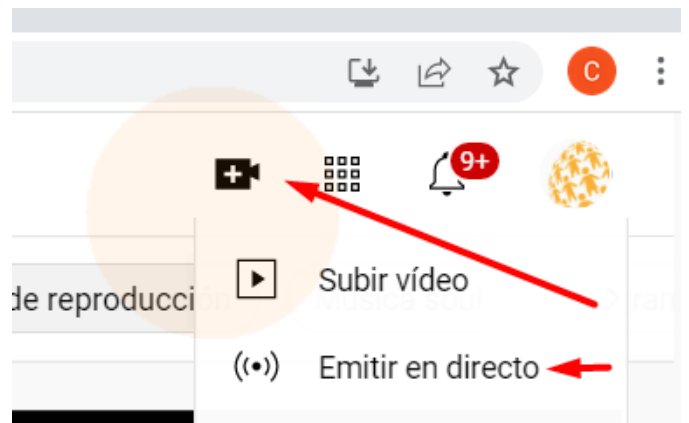 C
9+
Subir vídeo
de reproducción
Música soul
Emitir en directo